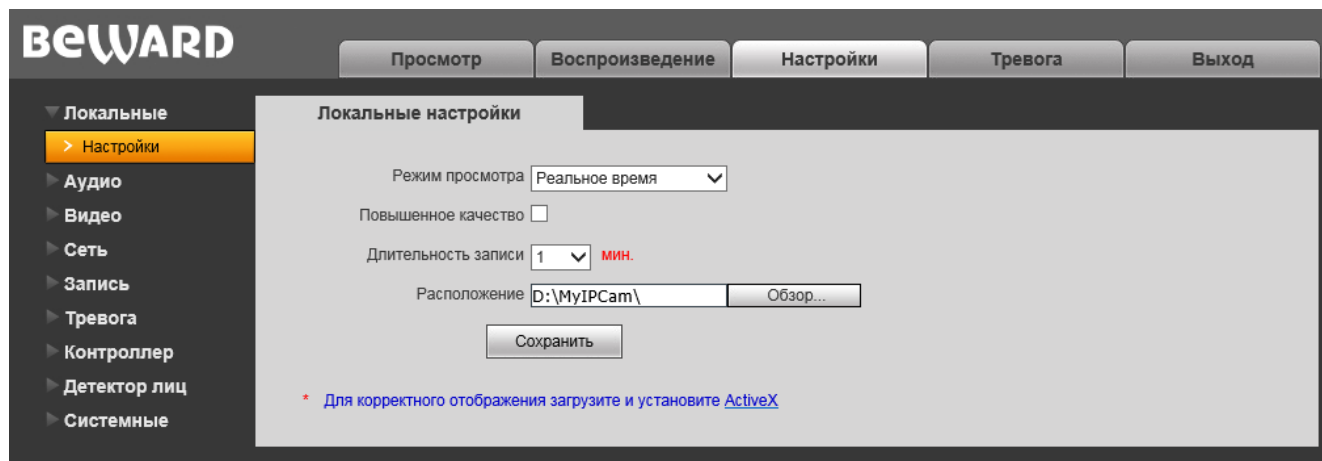 BEWARD
Просмотр Воспроизведение Настройки Тревога Выход
Локальные
> Настройки
Аудио
Видео
Сеть
Запись
Тревога
Контроллер
Детектор лиц
Системные
Локальные настройки
Режим просмотра Реальное время
Повышенное качество
Длительность записи 1 мин.
Расположение D:\MyIPCam\ Обзор...
Сохранить
* Для корректного отображения загрузите и установите ActiveX